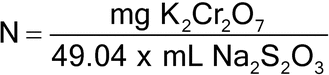 N = mg K₂Cr₂O₇
49.04 x mL Na₂S₂O₃